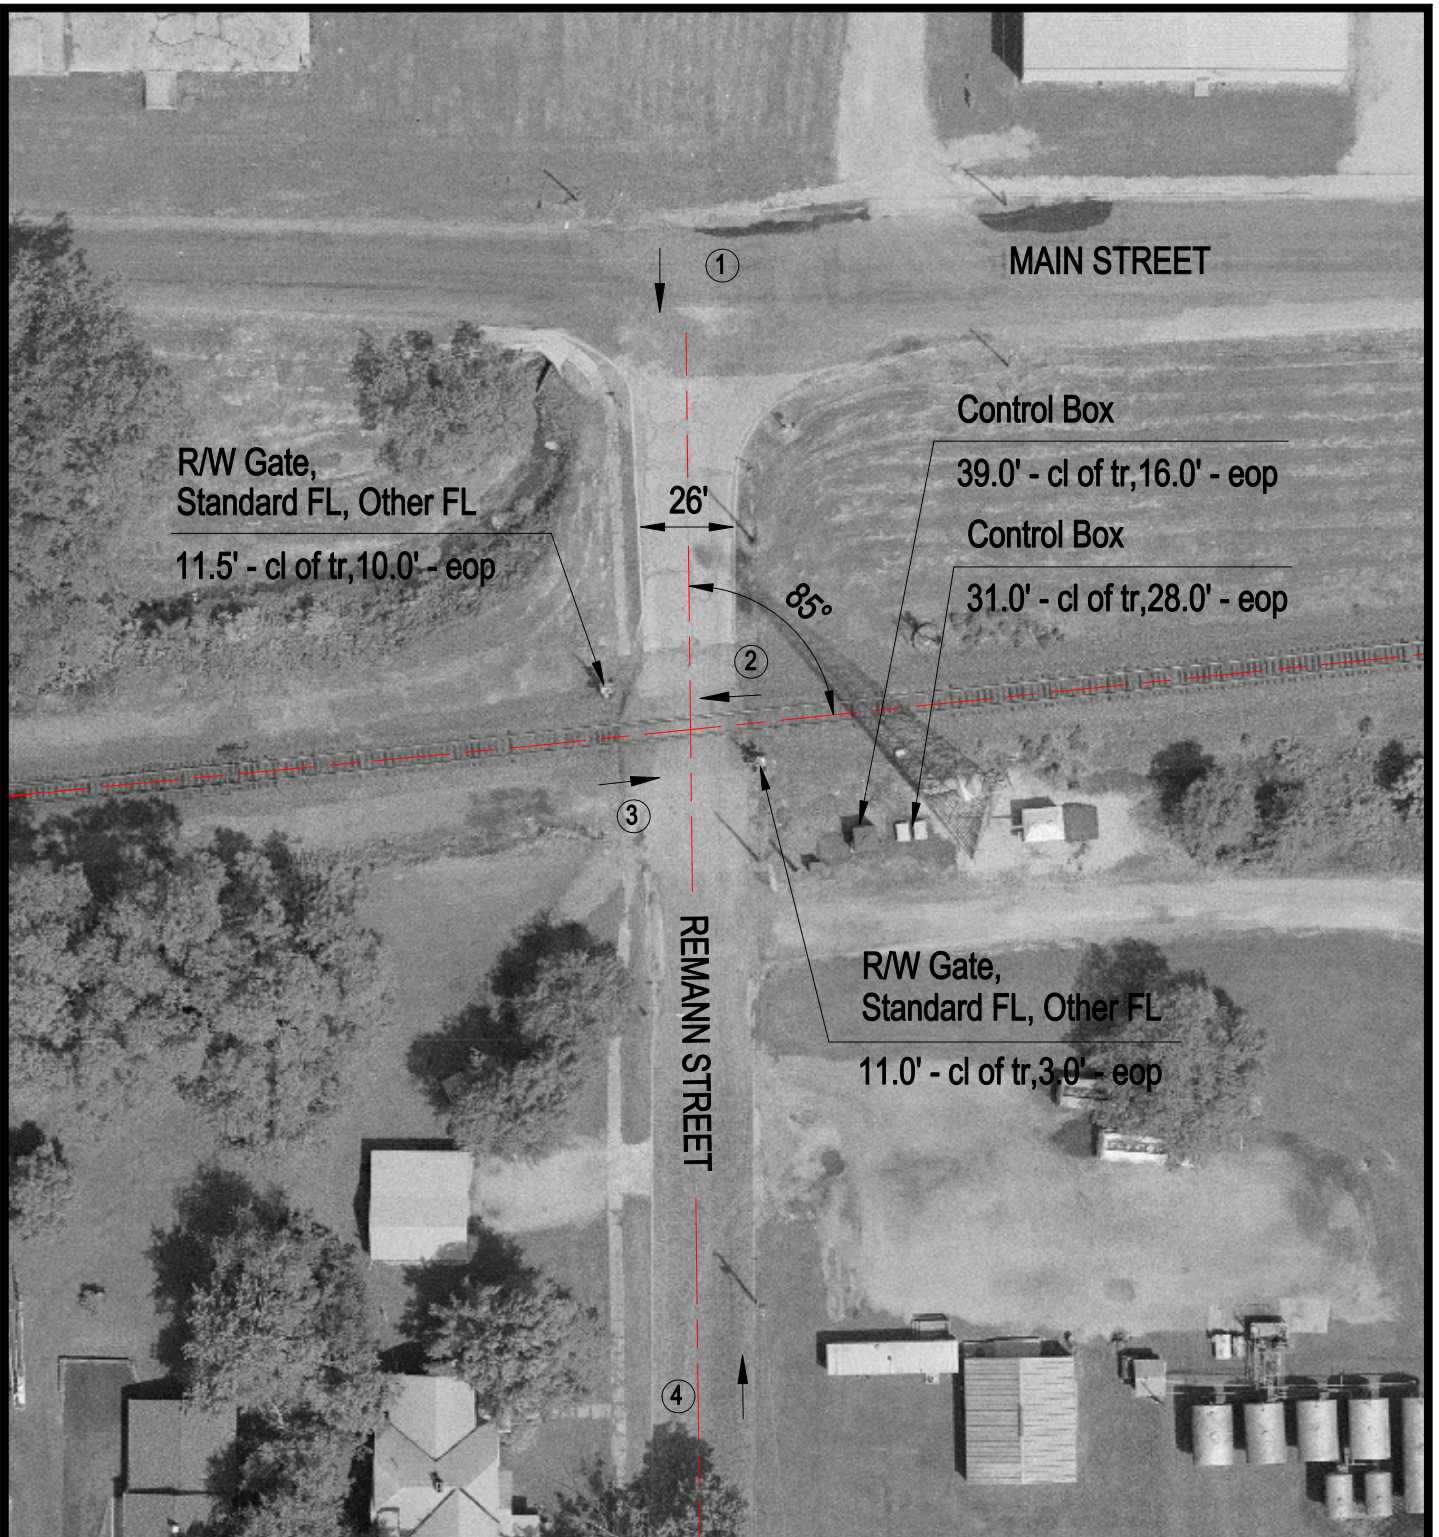 1
MAIN STREET
Control Box
39.0' - cl of tr,16.0' - eop
R/W Gate,
Standard FL, Other FL
11.5' - cl of tr,10.0' - eop
26'
Control Box
31.0' - cl of tr,28.0' - eop
85°
2
3
REMANN STREET
R/W Gate,
Standard FL, Other FL
11.0' - cl of tr,3.0' - eop
4